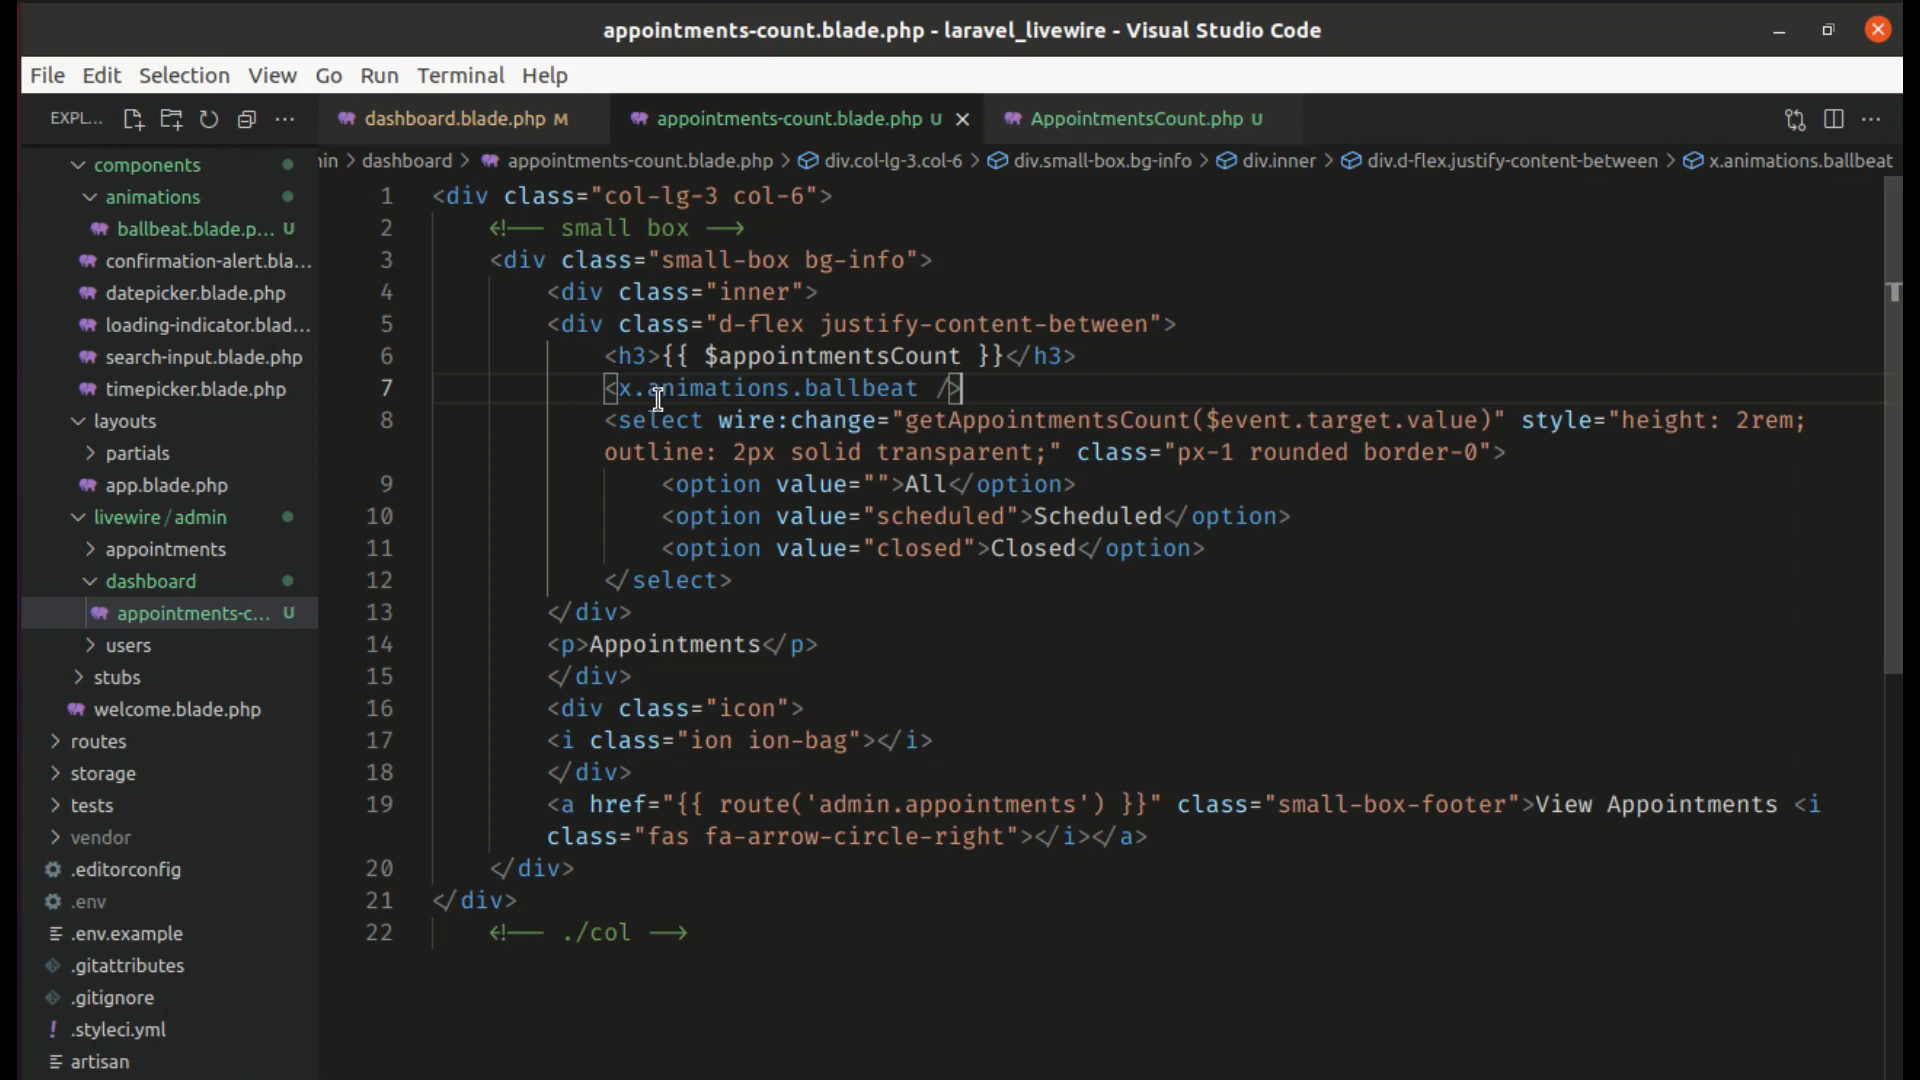 appointments-count.blade.php - laravel_livewire - Visual Studio Code
File Edit Selection View Go Run Terminal Help
EXPL... dashboard.blade.php M appointments-count.blade.php U AppointmentsCount.php U
in > dashboard > appointments-count.blade.php > div.col-lg-3.col-6 > div.small-box.bg-info > div.inner > div.d-flex.justify-content-between > x.animations.ballbeat
components
animations
ballbeat.blade.p... U
confirmation-alert.bla...
datepicker.blade.php
loading-indicator.blad...
search-input.blade.php
timepicker.blade.php
layouts
partials
app.blade.php
livewire / admin
appointments
dashboard
appointments-c... U
users
stubs
welcome.blade.php
routes
storage
tests
vendor
.editorconfig
.env
.env.example
.gitattributes
.gitignore
! .styleci.yml
artisan
1 <div class="col-lg-3 col-6">
2 <!-- small box -->
3 <div class="small-box bg-info">
4 <div class="inner">
5 <div class="d-flex justify-content-between">
6 <h3>{{ $appointmentsCount }}</h3>
7 <x.animations.ballbeat />
8 <select wire:change="getAppointmentsCount($event.target.value)" style="height: 2rem;
outline: 2px solid transparent;" class="px-1 rounded border-0">
9 <option value="">All</option>
10 <option value="scheduled">Scheduled</option>
11 <option value="closed">Closed</option>
12 </select>
13 </div>
14 <p>Appointments</p>
15 </div>
16 <div class="icon">
17 <i class="ion ion-bag"></i>
18 </div>
19 <a href="{{ route('admin.appointments') }}" class="small-box-footer">View Appointments <i
class="fas fa-arrow-circle-right"></i></a>
20 </div>
21 </div>
22 <!-- ./col -->